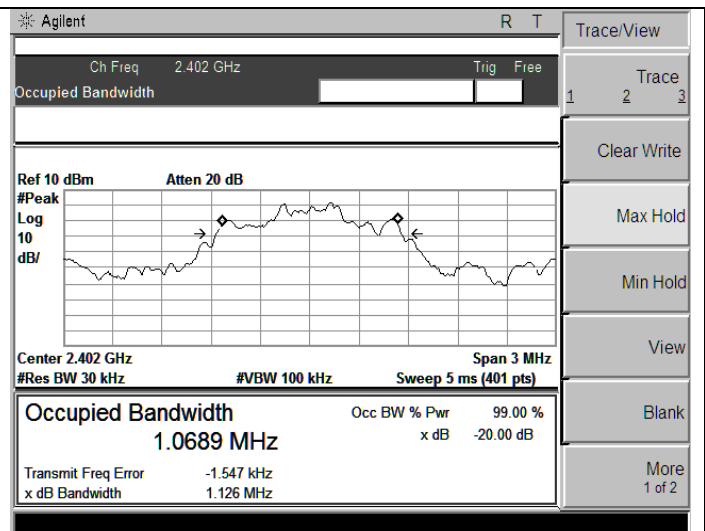 Agilent R T
Ch Freq 2.402 GHz Trig Free
Occupied Bandwidth
Ref 10 dBm Atten 20 dB
#Peak
Log
10
dB/
Center 2.402 GHz Span 3 MHz
#Res BW 30 kHz #VBW 100 kHz Sweep 5 ms (401 pts)
Occupied Bandwidth Occ BW % Pwr 99.00 %
1.0689 MHz x dB -20.00 dB
Transmit Freq Error -1.547 kHz
x dB Bandwidth 1.126 MHz
Trace/View
Trace
1 2 3
Clear Write
Max Hold
Min Hold
View
Blank
More
1 of 2